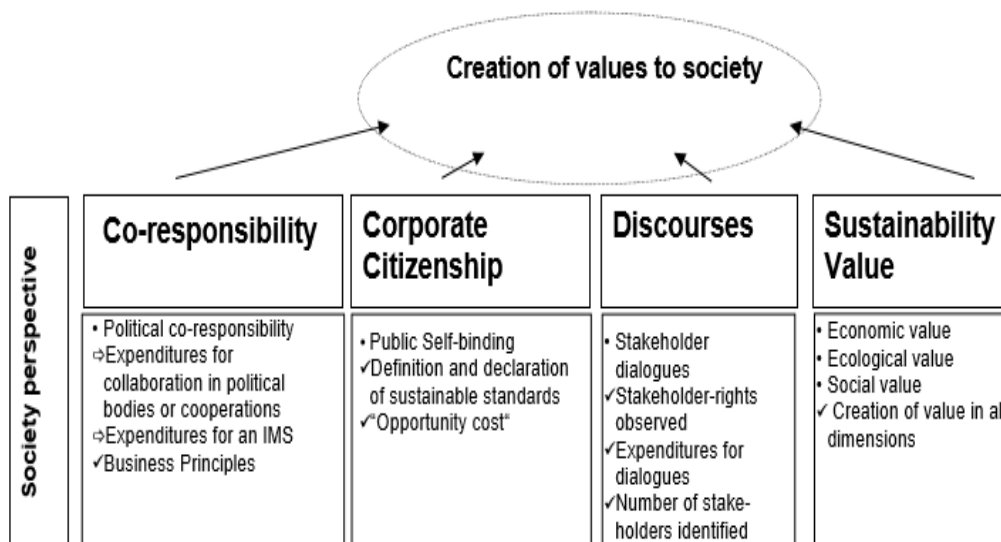 Creation of values to society
Society perspective
Co-responsibility
• Political co-responsibility
⇨Expenditures for
collaboration in political
bodies or cooperations
⇨Expenditures for an IMS
✓Business Principles
Corporate
Citizenship
• Public Self-binding
✓Definition and declaration
of sustainable standards
✓"Opportunity cost"
Discourses
• Stakeholder
dialogues
✓Stakeholder-rights
observed
✓Expenditures for
dialogues
✓Number of stake-
holders identified
Sustainability
Value
• Economic value
• Ecological value
• Social value
✓ Creation of value in
dimensions